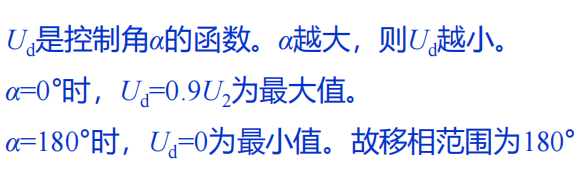 Ud是控制角α的函数。α越大，则Ud越小。
α=0°时，Ud=0.9U2为最大值。
α=180°时，Ud=0为最小值。故移相范围为180°